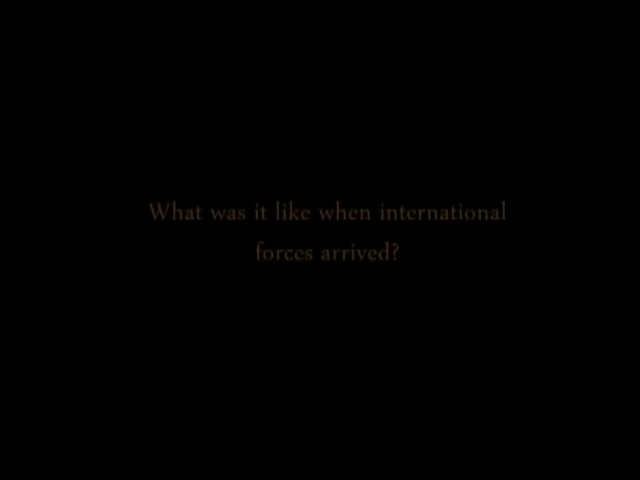 What was it like when international
forces arrived?